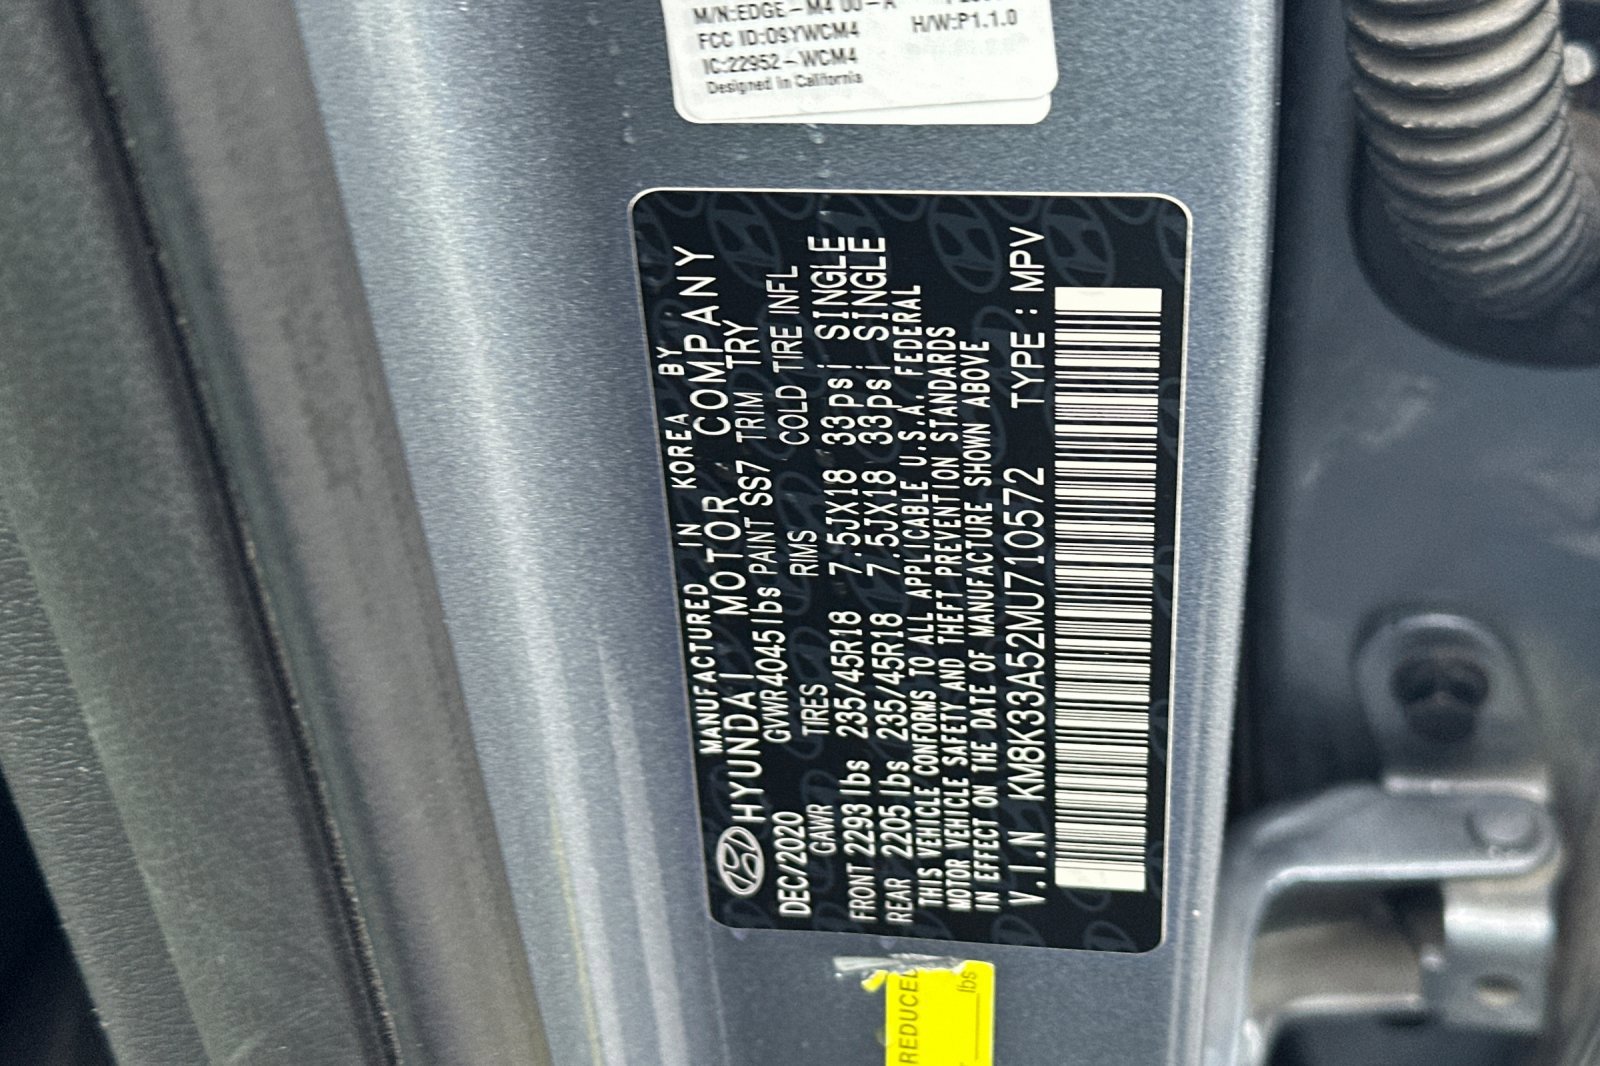 M/N:EDGE-M4 00-A
FCC ID:O9YWCM4 H/W:P1.1.0
IC:22952-WCM4
Designed in California
MANUFACTURED IN KOREA BY
HYUNDAI MOTOR COMPANY
DEC/2020 GVWR4045lbs PAINT SS7 TRIM TRY
GAWR TIRES RIMS COLD TIRE INFL
FRONT 2293lbs 235/45R18 7.5JX18 33psi SINGLE
REAR 2205lbs 235/45R18 7.5JX18 33psi SINGLE
THIS VEHICLE CONFORMS TO ALL APPLICABLE U.S.A. FEDERAL
MOTOR VEHICLE SAFETY AND THEFT PREVENTION STANDARDS
IN EFFECT ON THE DATE OF MANUFACTURE SHOWN ABOVE
V.I.N KM8K33A52MU710572 TYPE : MPV
REDUCED
lbs